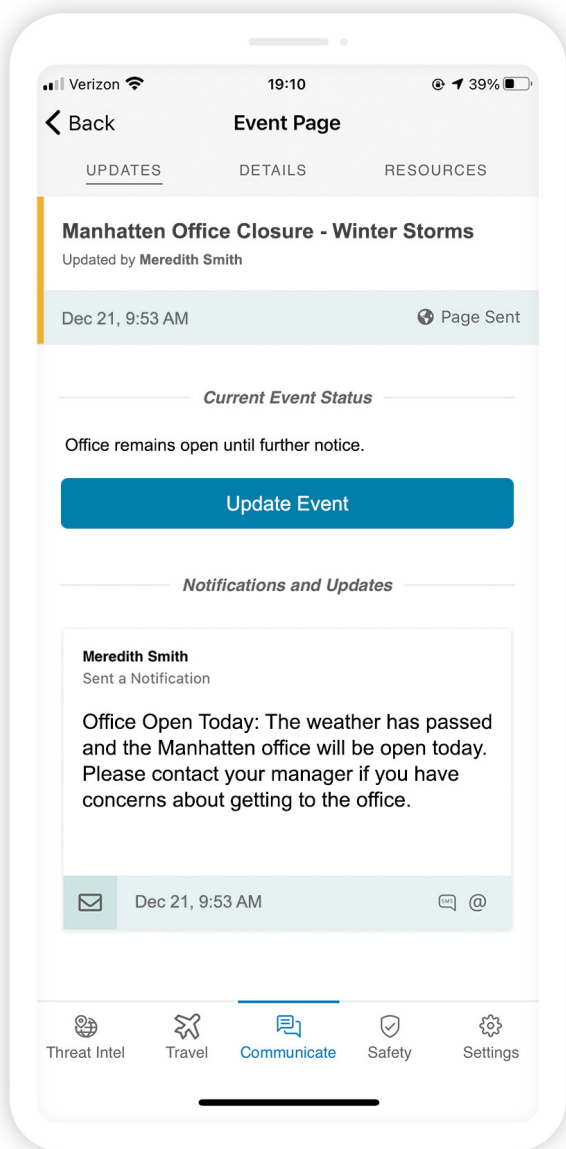 Verizon 19:10 39%
Back Event Page
UPDATES DETAILS RESOURCES
Manhatten Office Closure - Winter Storms
Updated by Meredith Smith
Dec 21, 9:53 AM Page Sent
Current Event Status
Office remains open until further notice.
Update Event
Notifications and Updates
Meredith Smith
Sent a Notification
Office Open Today: The weather has passed
and the Manhatten office will be open today.
Please contact your manager if you have
concerns about getting to the office.
Dec 21, 9:53 AM SMS @
Threat Intel Travel Communicate Safety Settings